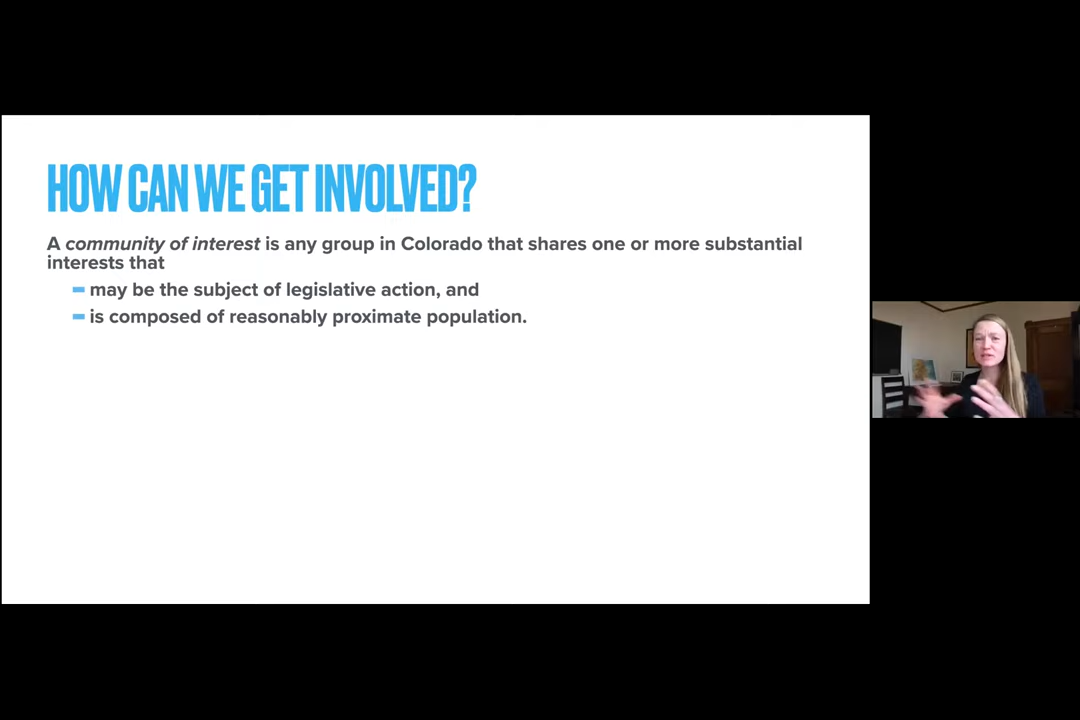 HOW CAN WE GET INVOLVED?
A community of interest is any group in Colorado that shares one or more substantial
interests that
may be the subject of legislative action, and
is composed of reasonably proximate population.